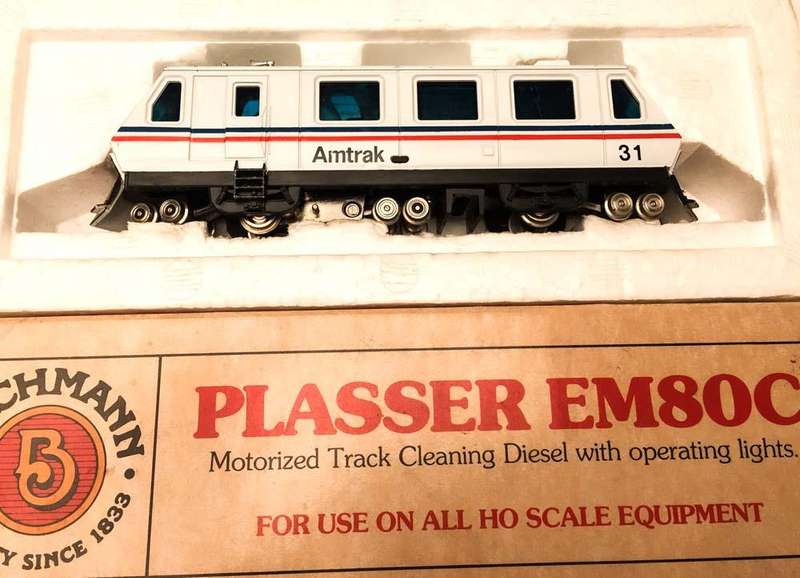 Amtrak
31
CHMANN
B
Y SINCE 1833
PLASSER EM80C
Motorized Track Cleaning Diesel with operating lights.
FOR USE ON ALL HO SCALE EQUIPMENT